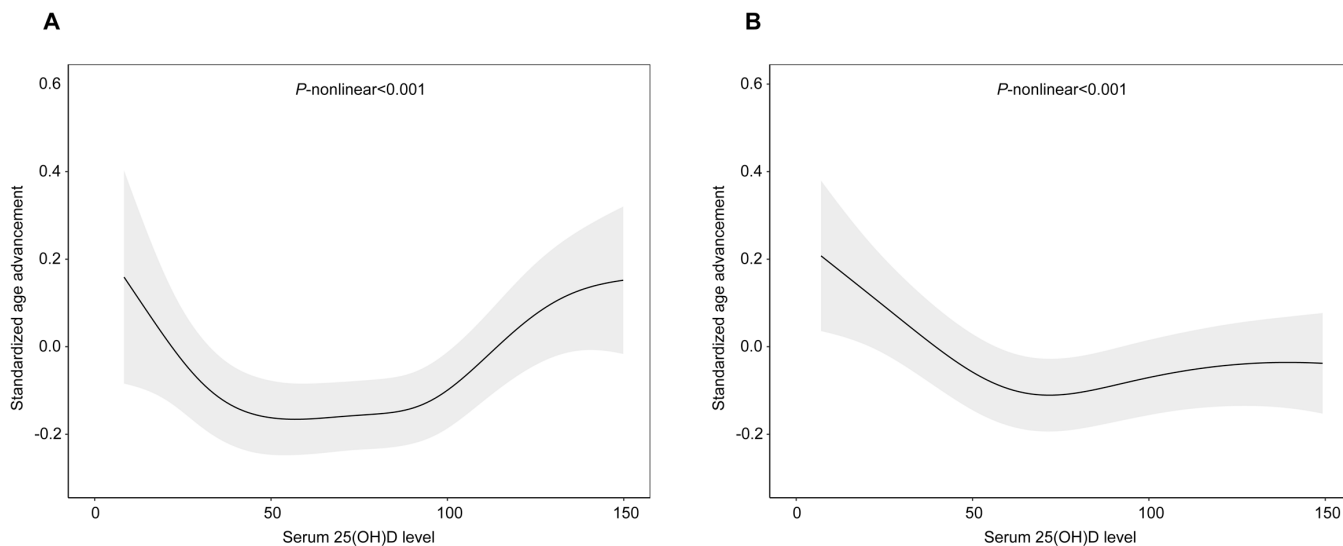 A
P-nonlinear<0.001
Standardized age advancement
0.6
0.4
0.2
0.0
-0.2
0
50
100
150
Serum 25(OH)D level
B
P-nonlinear<0.001
Standardized age advancement
0.6
0.4
0.2
0.0
-0.2
0
50
100
150
Serum 25(OH)D level